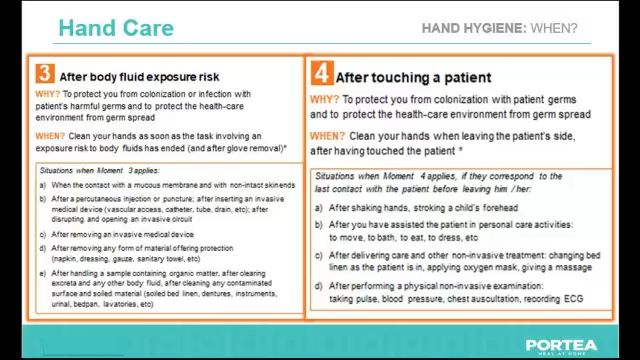 Hand Care
HAND HYGIENE: WHEN?
3 After body fluid exposure risk
WHY? To protect you from colonization or infection with
patient's harmful germs and to protect the health-care
environment from germ spread
WHEN? Clean your hands as soon as the task involving an
exposure risk to body fluids has ended (and after glove removal)*
Situations when Moment 3 applies:
a) When the contact with a mucous membrane and with non-intact skin ends
b) After a percutaneous injection or puncture; after inserting an invasive
medical device (vascular access, catheter, tube, drain, etc); after
disrupting and opening an invasive circuit
c) After removing an invasive medical device
d) After removing any form of material offering protection
(napkin, dressing, gauze, sanitary towel, etc)
e) After handling a sample containing organic matter, after clearing
excreta and any other body fluid, after cleaning any contaminated
surface and soiled material (soiled bed linen, dentures, instruments,
urinal, bedpan, lavatories, etc)
4 After touching a patient
WHY? To protect you from colonization with patient germs
and to protect the health-care environment from germ spread
WHEN? Clean your hands when leaving the patient's side,
after having touched the patient *
Situations when Moment 4 applies, if they correspond to the
last contact with the patient before leaving him / her:
a) After shaking hands, stroking a child's forehead
b) After you have assisted the patient in personal care activities:
to move, to bath, to eat, to dress, etc
c) After delivering care and other non-invasive treatment: changing bed
linen as the patient is in, applying oxygen mask, giving a massage
d) After performing a physical non-invasive examination:
taking pulse, blood pressure, chest auscultation, recording ECG
PORTEA
HEAL AT HOME